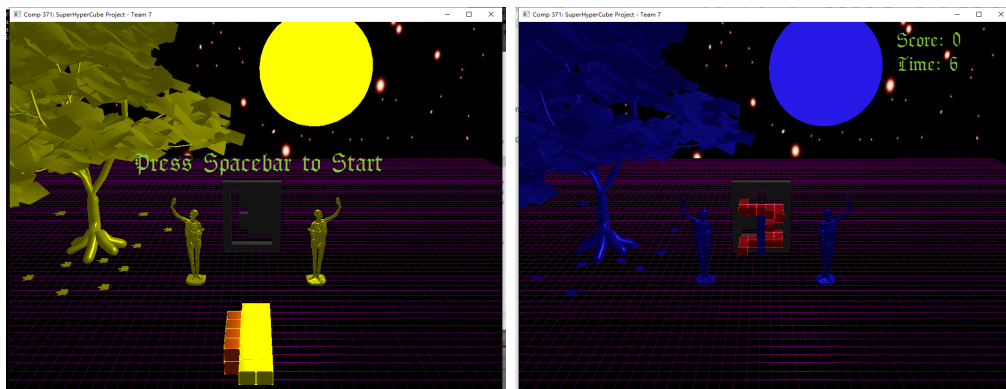 Comp 371: SuperHyperCube Project - Team 7
Press Spacebar to Start
Comp 371: SuperHyperCube Project - Team 7
Score: 0
Time: 6